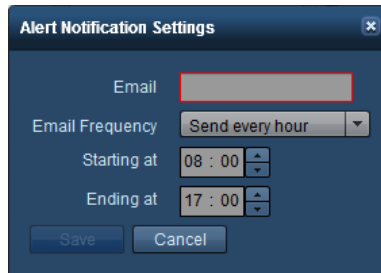 Alert Notification Settings
Email
Email Frequency Send every hour
Starting at 08 : 00
Ending at 17 : 00
Save Cancel